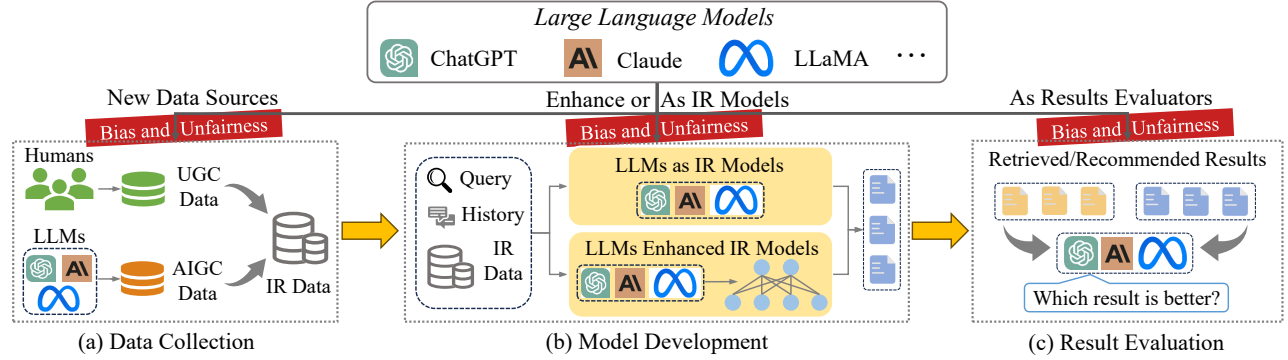 Large Language Models
ChatGPT
Claude
LLaMA
...
New Data Sources
Enhance or As IR Models
As Results Evaluators
Bias and Unfairness
Bias and Unfairness
Bias and Unfairness
Humans
UGC
Data
LLMs
AIGC
Data
IR Data
Query
History
IR
Data
LLMs as IR Models
LLMs Enhanced IR Models
Retrieved/Recommended Results
Which result is better?
(a) Data Collection
(b) Model Development
(c) Result Evaluation